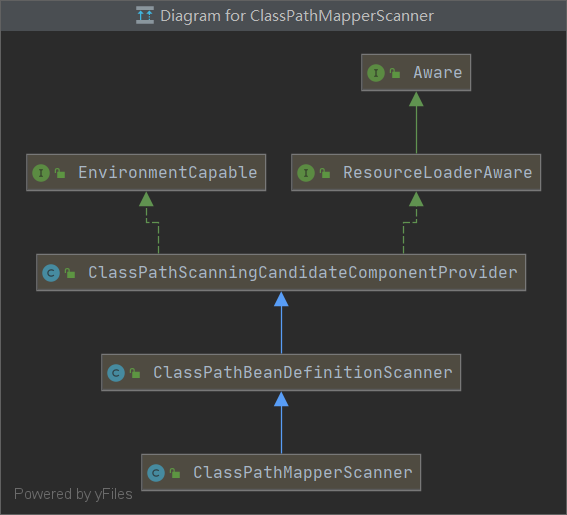 Diagram for ClassPathMapperScanner
I Aware
I EnvironmentCapable
I ResourceLoaderAware
C ClassPathScanningCandidateComponentProvider
C ClassPathBeanDefinitionScanner
C ClassPathMapperScanner
Powered by yFiles